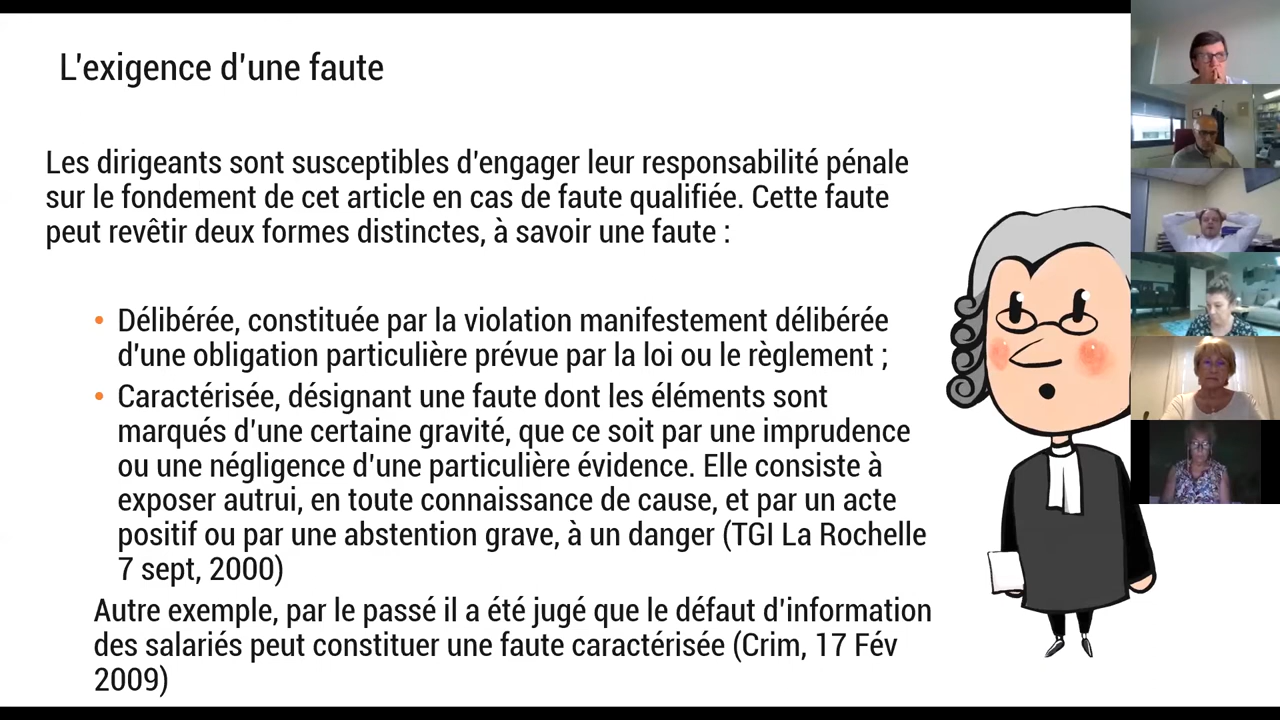 L'exigence d'une faute
Les dirigeants sont susceptibles d'engager leur responsabilité pénale
sur le fondement de cet article en cas de faute qualifiée. Cette faute
peut revêtir deux formes distinctes, à savoir une faute :
• Délibérée, constituée par la violation manifestement délibérée
d'une obligation particulière prévue par la loi ou le règlement ;
• Caractérisée, désignant une faute dont les éléments sont
marqués d'une certaine gravité, que ce soit par une imprudence
ou une négligence d'une particulière évidence. Elle consiste à
exposer autrui, en toute connaissance de cause, et par un acte
positif ou par une abstention grave, à un danger (TGI La Rochelle
7 sept, 2000)
Autre exemple, par le passé il a été jugé que le défaut d'information
des salariés peut constituer une faute caractérisée (Crim, 17 Fév
2009)